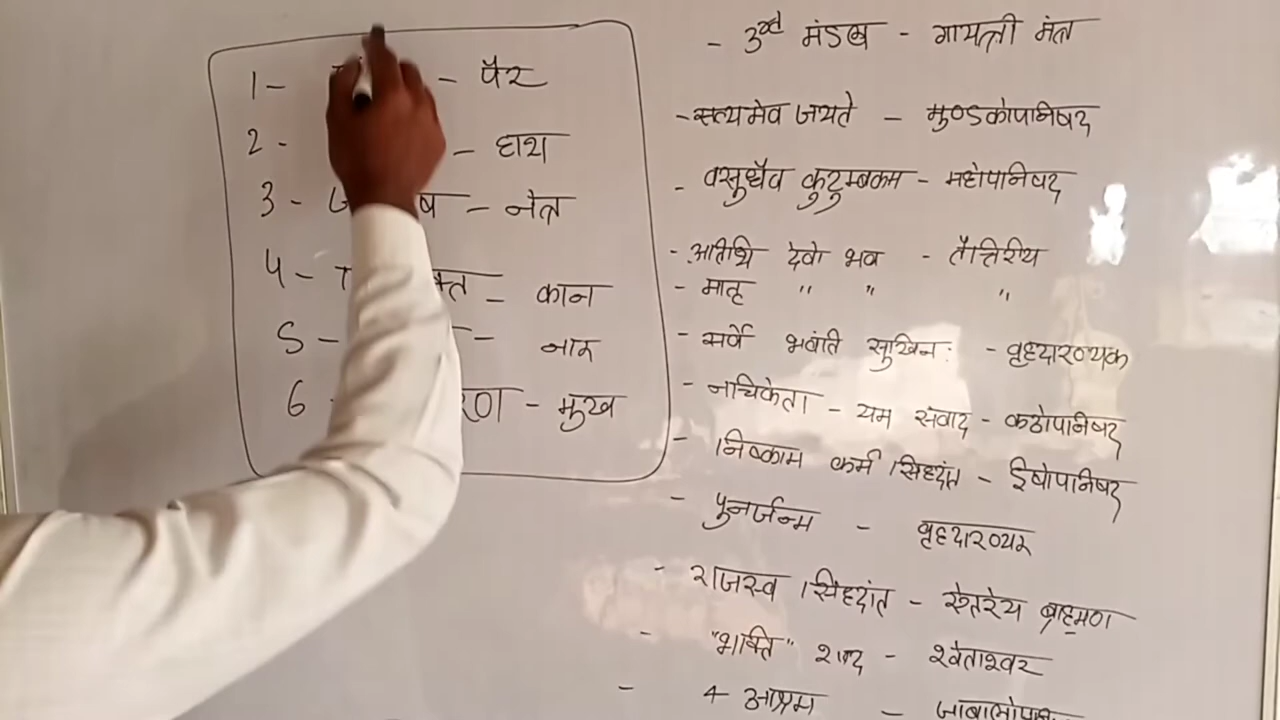 1 - - पैर
2 - - हाथ
3 - - नेत्र
4 - - कान
5 - - नाक
6 - - मुख
- 3rd मंडल - गायत्री मंत्र
- सत्यमेव जयते - मुण्डकोपनिषद
- वसुधैव कुटुम्बकम - महोपनिषद
- अतिथि देवो भव - तैत्तिरीय
- मातृ " " "
- सर्वे भवंति सुखिन: - वृहदारण्यक
- नाचिकेता - यम संवाद - कठोपनिषद
- निष्काम कर्म सिद्दांत - ईषोपनिषद
- पुनर्जन्म - वृहदारण्यक
- राजस्व सिद्दांत - ऐतरेय ब्राह्मण
- "भक्ति" शब्द - श्वेताश्वर
- 4 आश्रम -